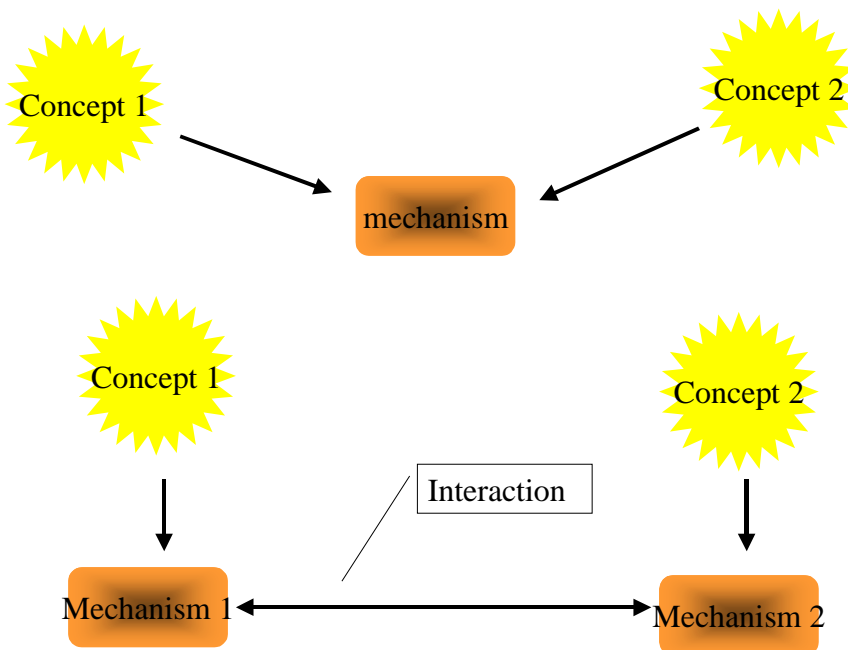 Concept 1
Concept 2
mechanism
Concept 1
Concept 2
Interaction
Mechanism 1
Mechanism 2